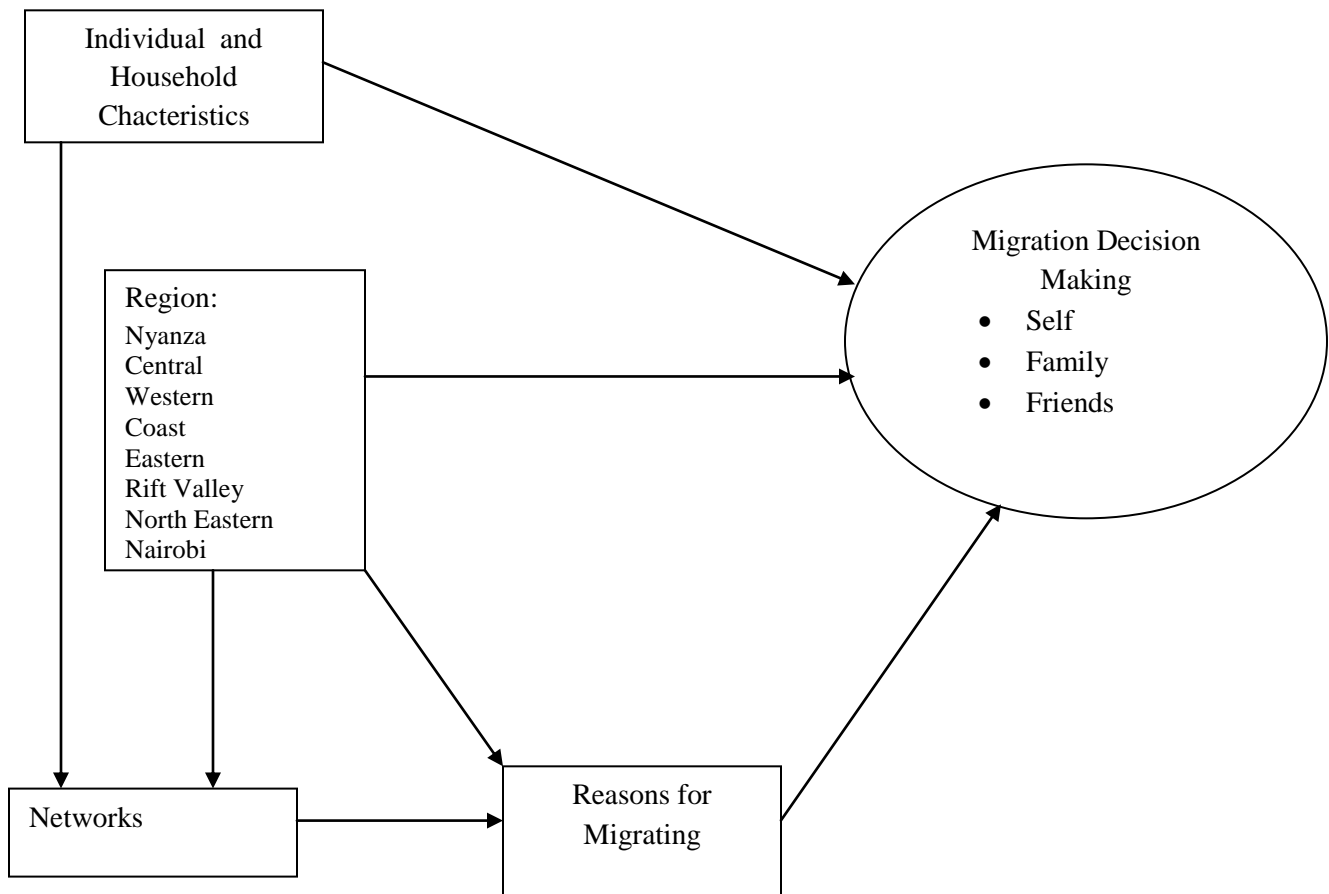 Individual and
Household
Chacteristics
Migration Decision
Making
• Self
• Family
• Friends
Region:
Nyanza
Central
Western
Coast
Eastern
Rift Valley
North Eastern
Nairobi
Networks
Reasons for
Migrating